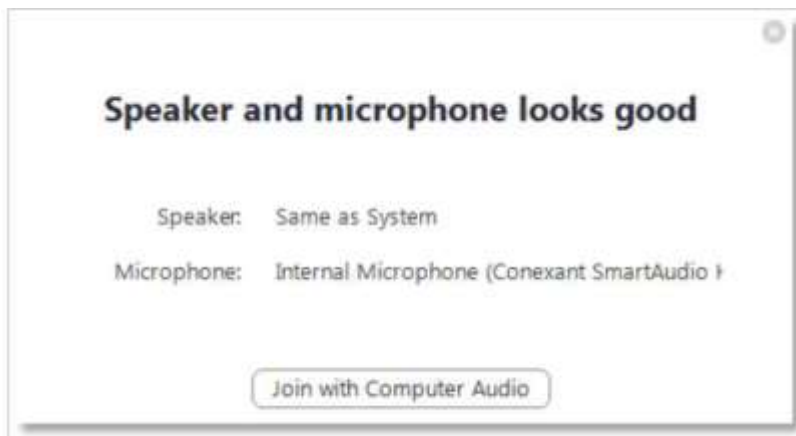 Speaker and microphone looks good
Speaker: Same as System
Microphone: Internal Microphone (Conexant SmartAudio
Join with Computer Audio